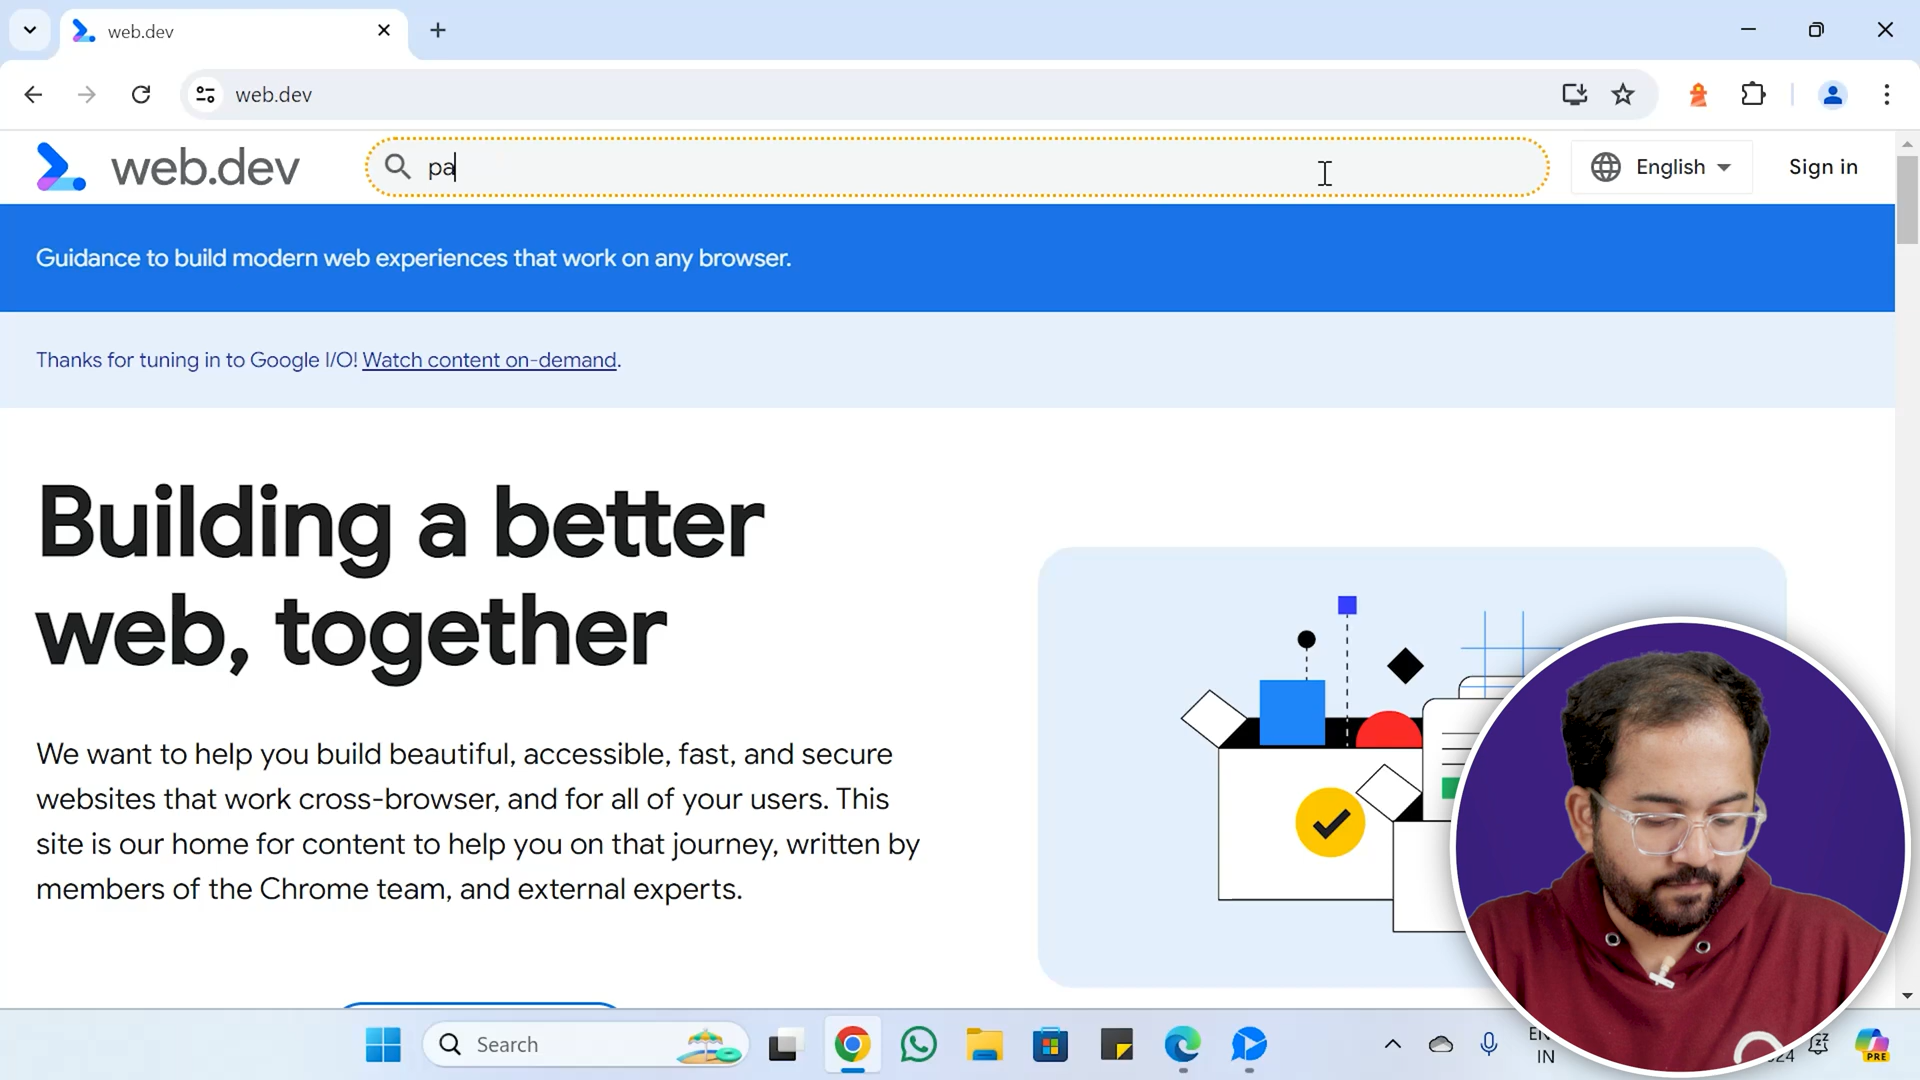 web.dev
web.dev
web.dev
pa
English
Sign in
Guidance to build modern web experiences that work on any browser.
Thanks for tuning in to Google I/O! Watch content on-demand.
Building a better
web, together
We want to help you build beautiful, accessible, fast, and secure
websites that work cross-browser, and for all of your users. This
site is our home for content to help you on that journey, written by
members of the Chrome team, and external experts.
Search
IN
PRE